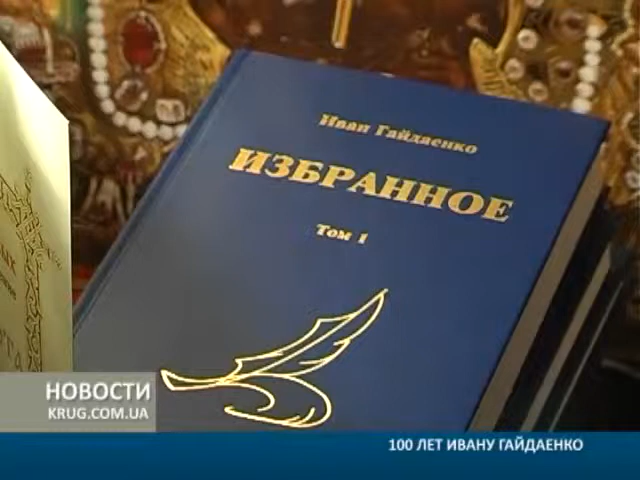 Иван Гайдаенко
ИЗБРАННОЕ
Том 1
НОВОСТИ
KRUG.COM.UA
100 ЛЕТ ИВАНУ ГАЙДАЕНКО